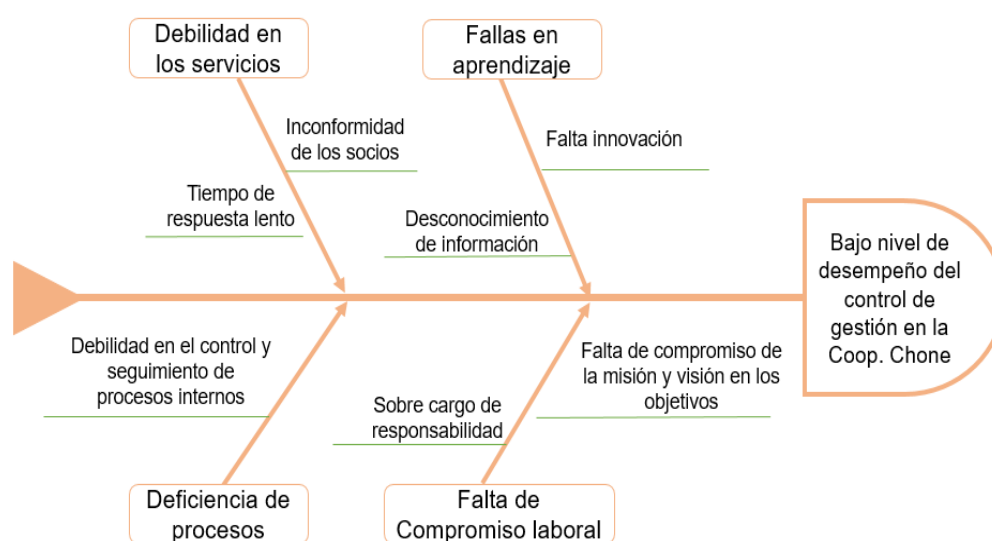 Debilidad en
los servicios
Fallas en
aprendizaje
Inconformidad
de los socios
Falta innovación
Tiempo de
respuesta lento
Desconocimiento
de información
Bajo nivel de
desempeño del
control de
gestión en la
Coop. Chone
Debilidad en el control y
seguimiento de
procesos internos
Falta de compromiso de
la misión y visión en los
objetivos
Sobre cargo de
responsabilidad
Deficiencia de
procesos
Falta de
Compromiso laboral